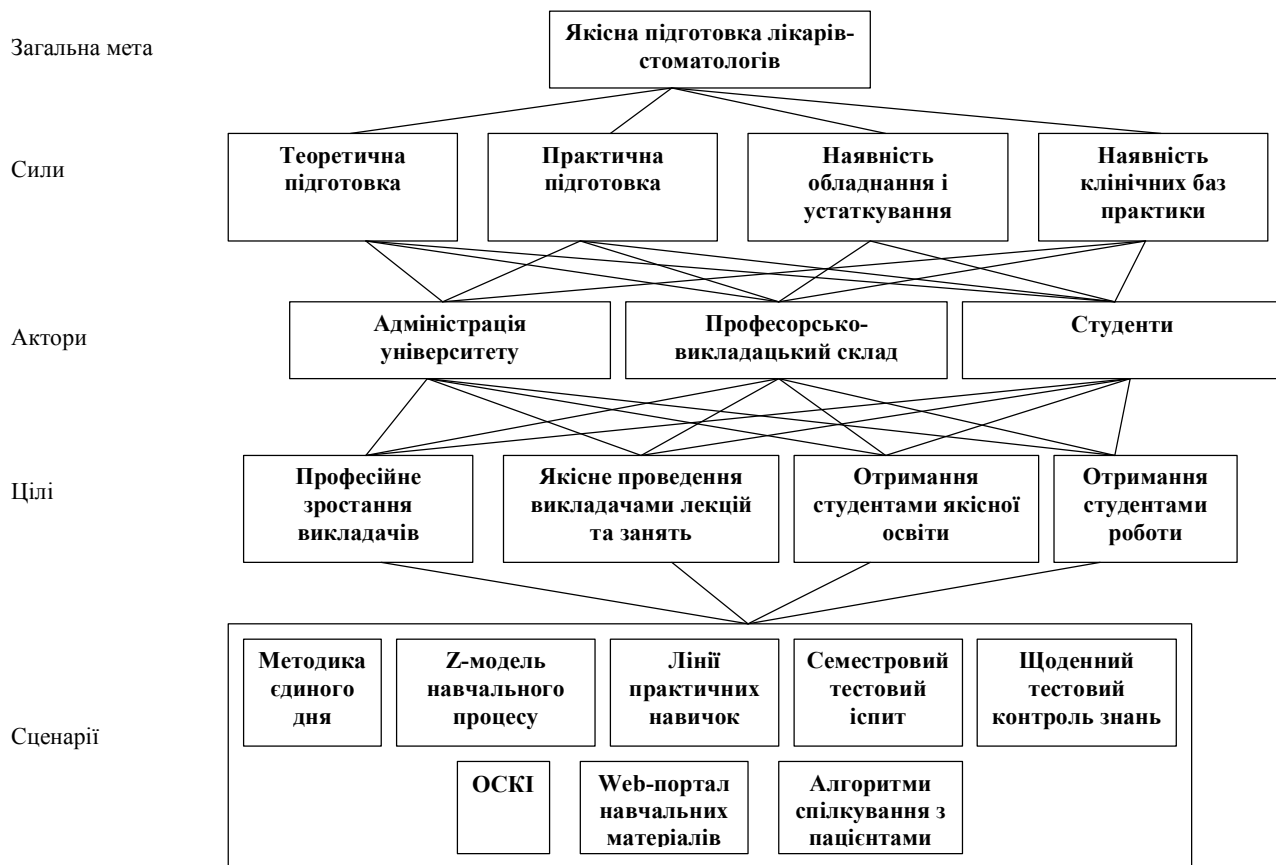 Загальна мета
Якісна підготовка лікарів-
стоматологів
Сили
Теоретична
підготовка
Практична
підготовка
Наявність
обладнання і
устаткування
Наявність
клінічних баз
практики
Актори
Адміністрація
університету
Професорсько-
викладацький склад
Студенти
Цілі
Професійне
зростання
викладачів
Якісне проведення
викладачами лекцій
та занять
Отримання
студентами якісної
освіти
Отримання
студентами
роботи
Сценарії
Методика
єдиного
дня
Z-модель
навчального
процесу
Лінії
практичних
навичок
Семестровий
тестовий
іспит
Щоденний
тестовий
контроль знань
ОСКІ
Web-портал
навчальних
матеріалів
Алгоритми
спілкування з
пацієнтами